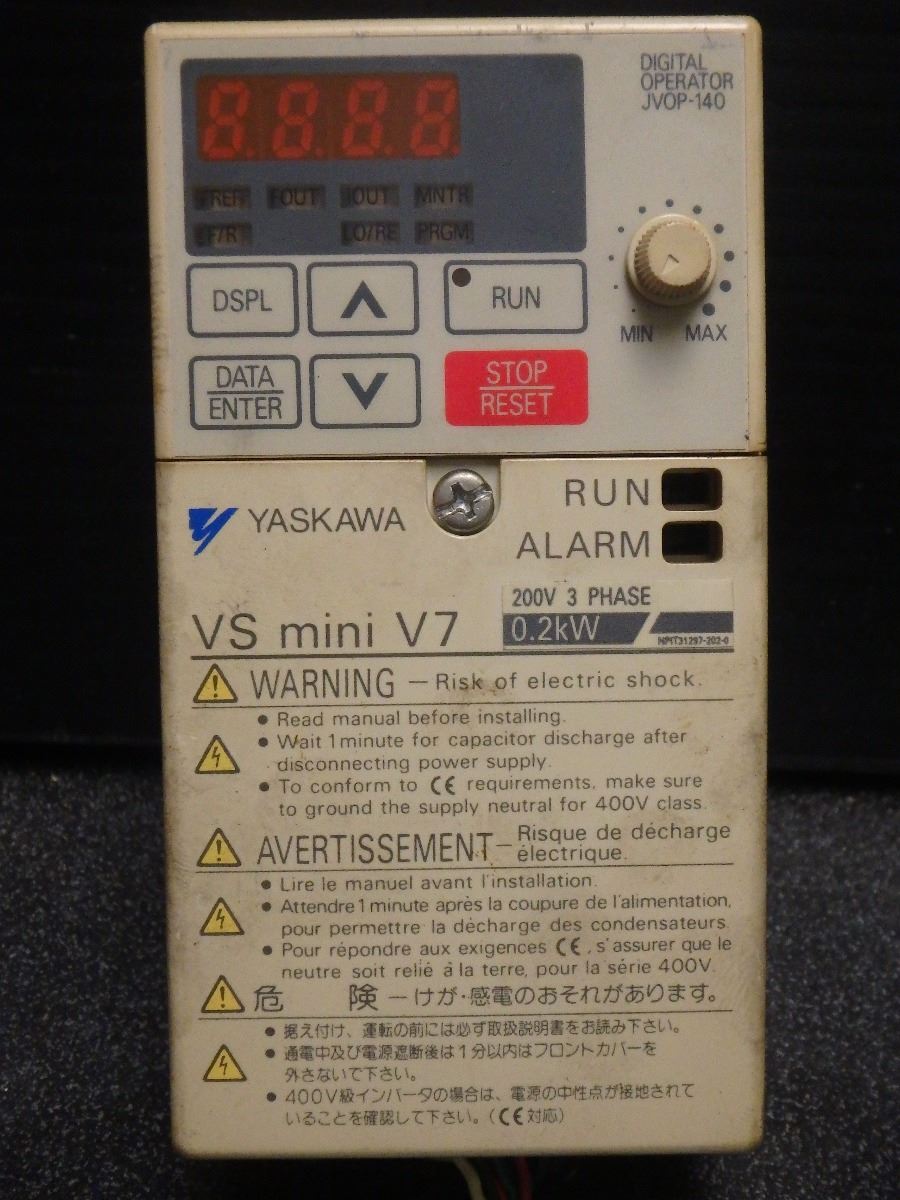 DIGITAL
OPERATOR
JVOP-140
8.8.8.8.
FREF FOUT IOUT MNTR
F/R LO/RE PRGM
DSPL
RUN
MIN MAX
DATA
ENTER
STOP
RESET
YASKAWA
RUN
ALARM
200V 3 PHASE
VS mini V7
0.2kW
NPIT31297-202-0
WARNING — Risk of electric shock.
● Read manual before installing.
● Wait 1 minute for capacitor discharge after
disconnecting power supply.
● To conform to CE requirements, make sure
to ground the supply neutral for 400V class.
AVERTISSEMENT — Risque de décharge
électrique.
● Lire le manuel avant l'installation.
● Attendre 1 minute après la coupure de l'alimentation,
pour permettre la décharge des condensateurs.
● Pour répondre aux exigences CE, s'assurer que le
neutre soit relié à la terre, pour la série 400V.
危 険 — けが・感電のおそれがあります。
● 据え付け、運転の前には必ず取扱説明書をお読み下さい。
● 通電中及び電源遮断後は1分以内はフロントカバーを
外さないで下さい。
● 400V級インバータの場合は、電源の中性点が接地されて
いることを確認して下さい。(CE対応)